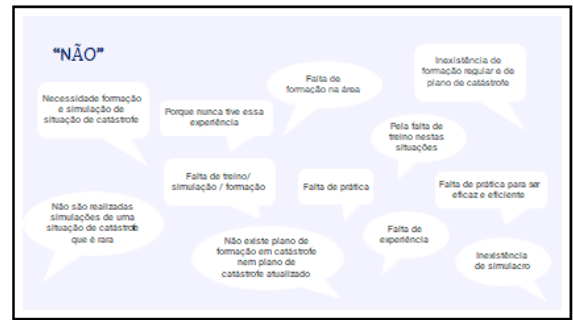 “NÃO”
Necessidade formação
e simulação de
situação de catástrofe
Porque nunca tive essa
experiência
Falta de
formação na área
Inexistência de
formação regular e de
plano de catástrofe
Pela falta de
treino nestas
situações
Falta de treino/
simulação / formação
Falta de prática
Falta de prática para ser
eficaz e eficiente
Não são realizadas
simulações de uma
situação de catástrofe
que é rara
Não existe plano de
formação em catástrofe
nem plano de
catástrofe atualizado
Falta de
experiência
Inexistência
de simulacro